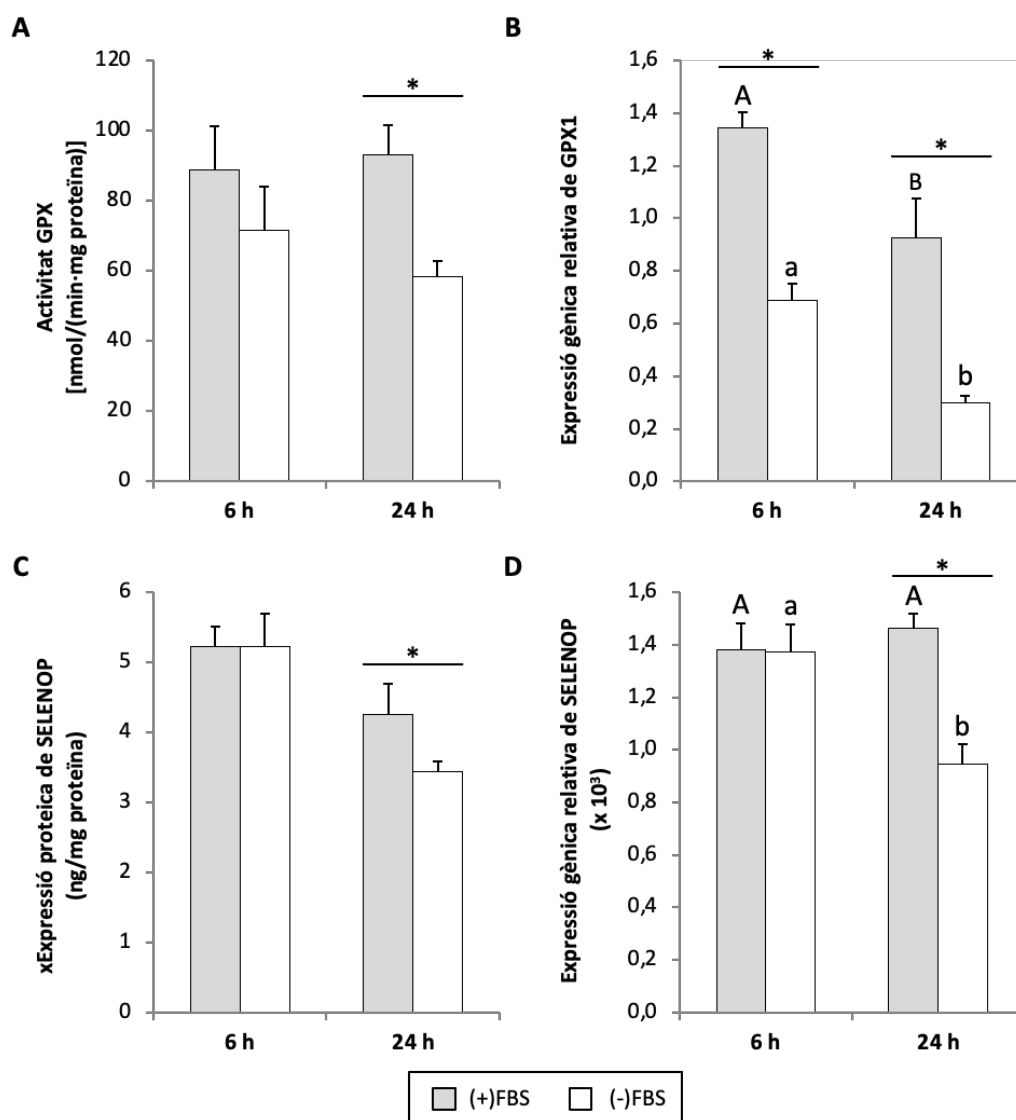 A
Activitat GPX
[nmol/(min·mg proteïna)]
120
100
80
60
40
20
0
*
6 h
24 h
B
Expressió gènica relativa de GPX1
1,6
1,4
1,2
1,0
0,8
0,6
0,4
0,2
0,0
*
A
a
*
B
b
6 h
24 h
C
xExpressió proteica de SELENOP
(ng/mg proteïna)
6
5
4
3
2
1
0
*
6 h
24 h
D
Expressió gènica relativa de SELENOP
(x 10³)
1,6
1,4
1,2
1,0
0,8
0,6
0,4
0,2
0,0
A
a
*
A
b
6 h
24 h
(+)FBS
(-)FBS